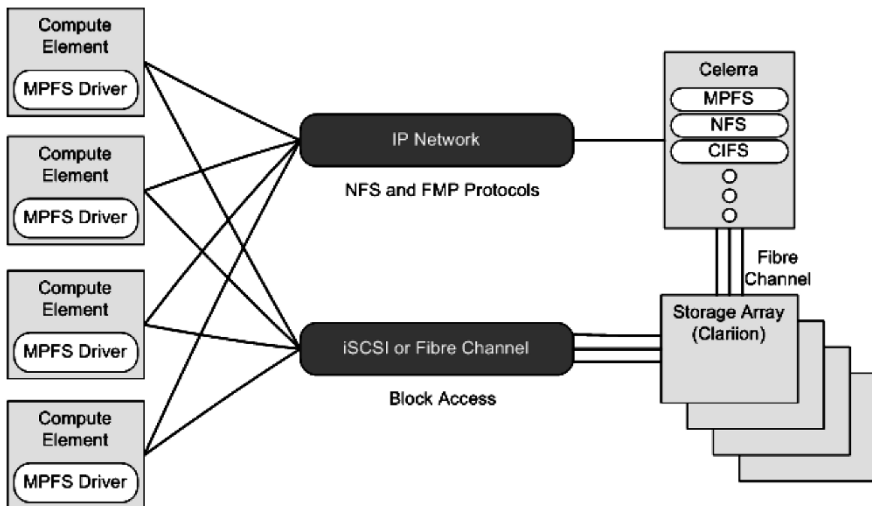 Compute
Element
MPFS Driver
Compute
Element
MPFS Driver
Compute
Element
MPFS Driver
Compute
Element
MPFS Driver
IP Network
NFS and FMP Protocols
iSCSI or Fibre Channel
Block Access
Celerra
MPFS
NFS
CIFS
Fibre
Channel
Storage Array
(Clariion)